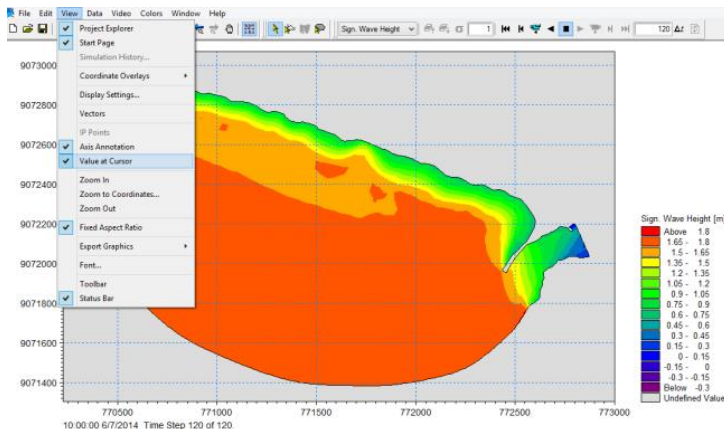 File Edit View Data Video Colors Window Help
Sign. Wave Height 1 120 Δt
Project Explorer
Start Page
Simulation History...
Coordinate Overlays
Display Settings...
Vectors
IP Points
Axis Annotation
Value at Cursor
Zoom In
Zoom to Coordinates...
Zoom Out
Fixed Aspect Ratio
Export Graphics
Font...
Toolbar
Status Bar
9073000
9072800
9072600
9072400
9072200
9072000
9071800
9071600
9071400
770500 771000 771500 772000 772500 773000
10:00:00 6/7/2014 Time Step 120 of 120.
Sign. Wave Height [m]
Above 1.8
1.65 - 1.8
1.5 - 1.65
1.35 - 1.5
1.2 - 1.35
1.05 - 1.2
0.9 - 1.05
0.75 - 0.9
0.6 - 0.75
0.45 - 0.6
0.3 - 0.45
0.15 - 0.3
0 - 0.15
-0.15 - 0
-0.3 - -0.15
Below -0.3
Undefined Value